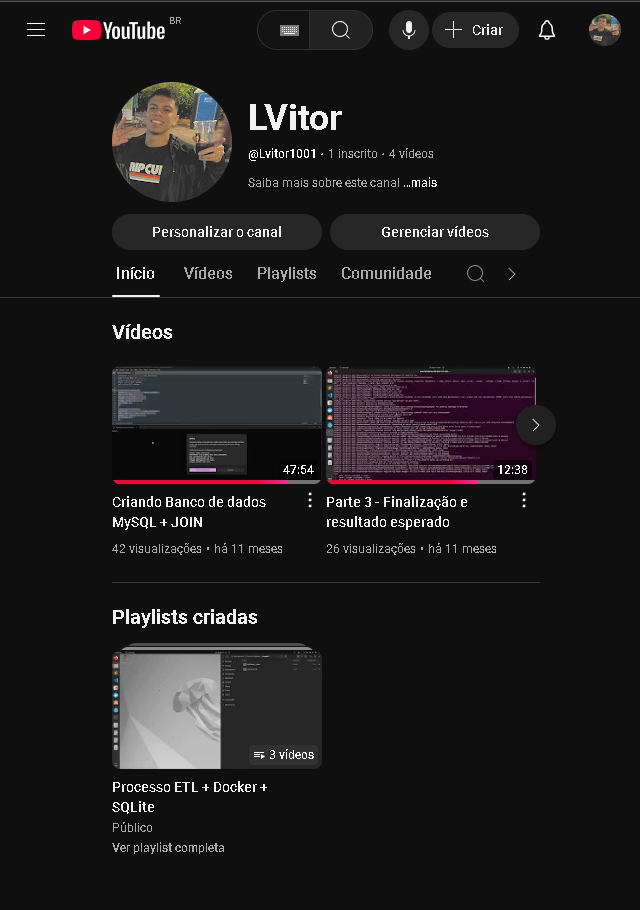 YouTube BR
Criar
RIP CURL
LVitor
@Lvitor1001 · 1 inscrito · 4 vídeos
Saiba mais sobre este canal ...mais
Personalizar o canal
Gerenciar vídeos
Início
Vídeos
Playlists
Comunidade
Vídeos
47:54
12:38
Criando Banco de dados
MySQL + JOIN
42 visualizações • há 11 meses
Parte 3 - Finalização e
resultado esperado
26 visualizações • há 11 meses
Playlists criadas
3 vídeos
Processo ETL + Docker +
SQLite
Público
Ver playlist completa